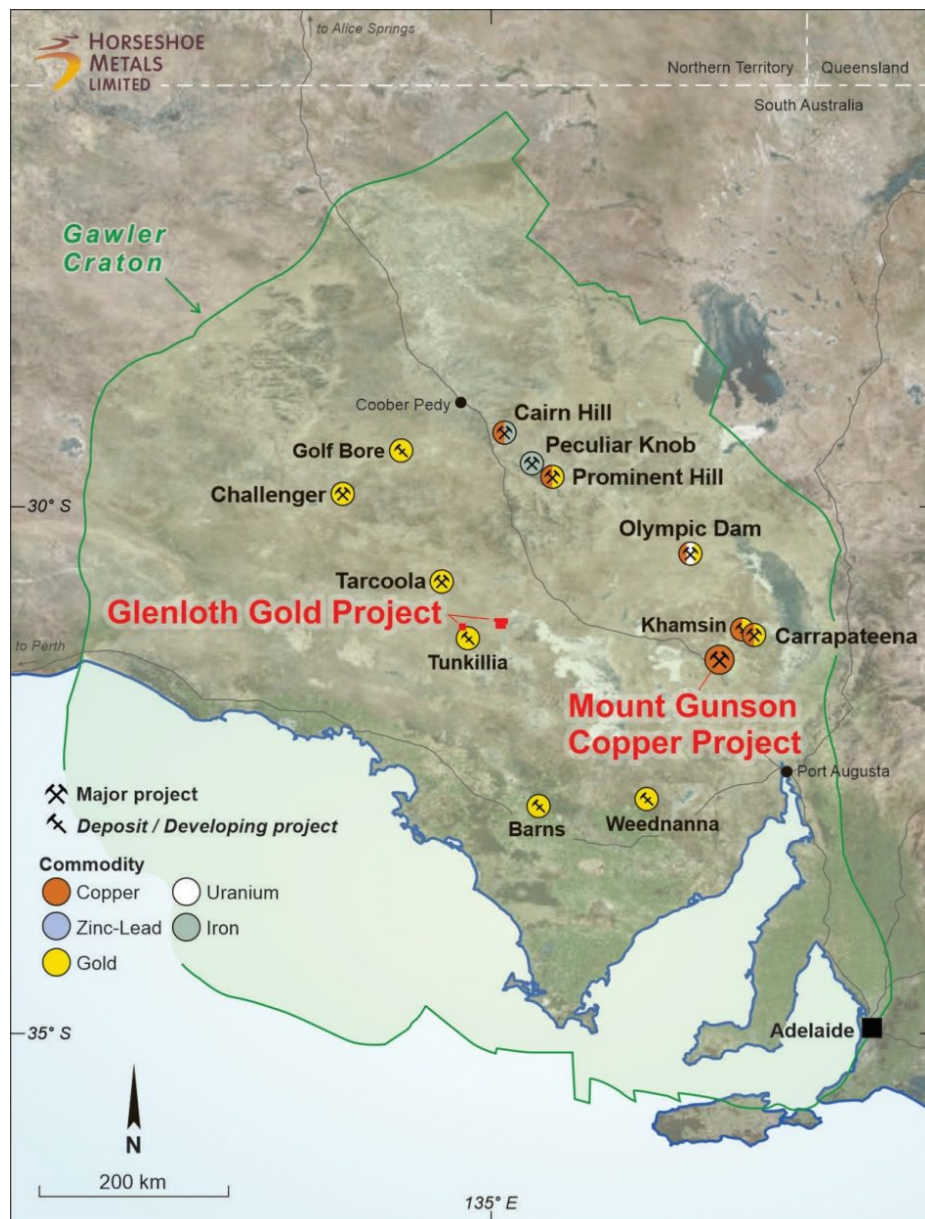 HORSESHOE
METALS
LIMITED
to Alice Springs
Northern Territory
Queensland
South Australia
Gawler
Craton
Coober Pedy
Cairn Hill
Golf Bore
Peculiar Knob
Challenger
Prominent Hill
30° S
Olympic Dam
Tarcoola
Glenloth Gold Project
Khamsin
Carrapateena
to Perth
Tunkillia
Mount Gunson
Copper Project
Port Augusta
Major project
Deposit / Developing project
Barns
Weednanna
Commodity
Copper
Uranium
Zinc-Lead
Iron
Gold
35° S
Adelaide
N
200 km
135° E